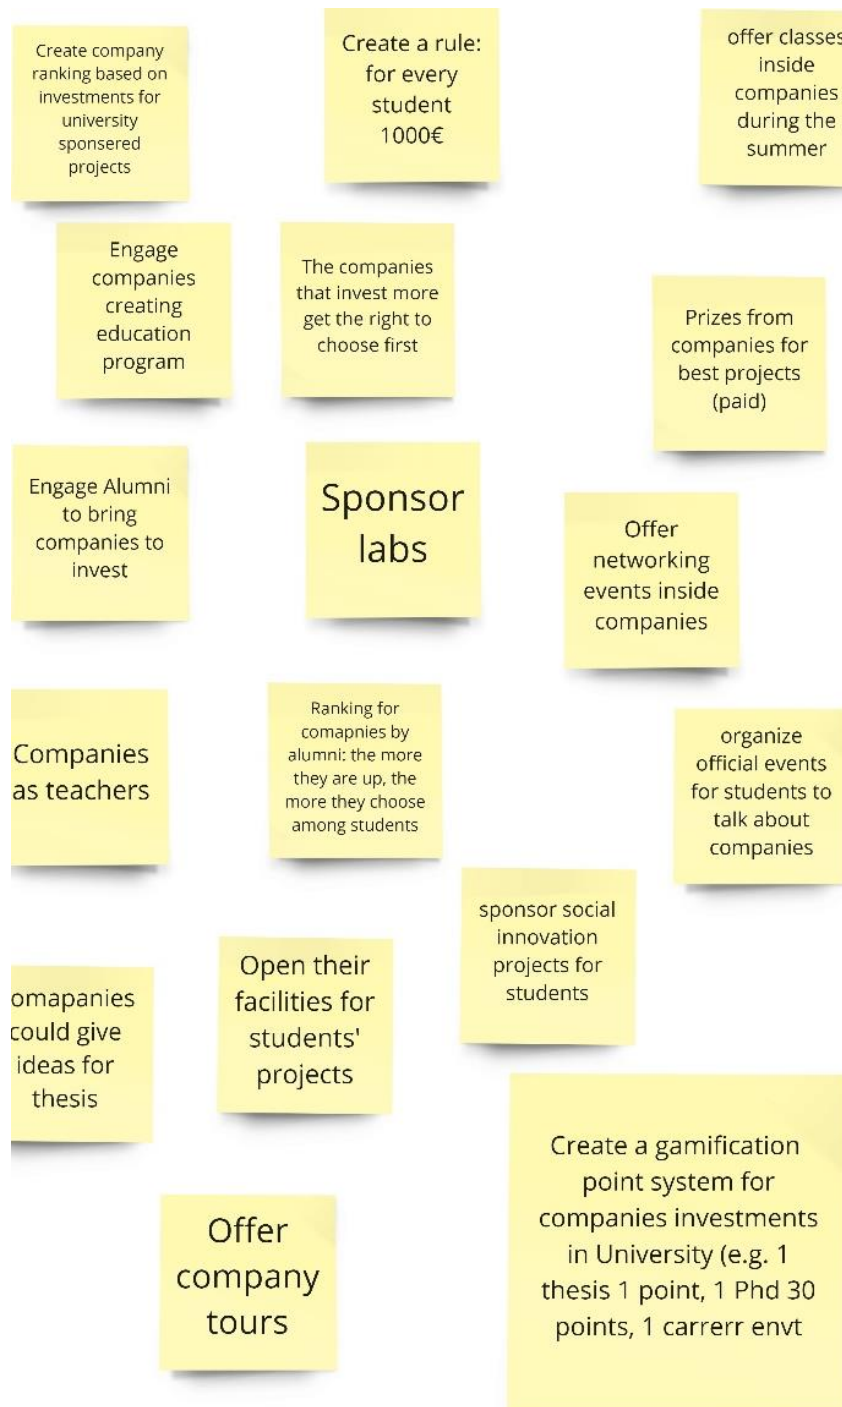 Create company
ranking based on
investments for
university
sponsered
projects
Create a rule:
for every
student
1000€
offer classes
inside
companies
during the
summer
Engage
companies
creating
education
program
The companies
that invest more
get the right to
choose first
Prizes from
companies for
best projects
(paid)
Engage Alumni
to bring
companies to
invest
Sponsor
labs
Offer
networking
events inside
companies
Companies
as teachers
Ranking for
comapnies by
alumni: the more
they are up, the
more they choose
among students
organize
official events
for students to
talk about
companies
sponsor social
innovation
projects for
students
omapanies
could give
ideas for
thesis
Open their
facilities for
students'
projects
Create a gamification
point system for
companies investments
in University (e.g. 1
thesis 1 point, 1 Phd 30
points, 1 carrerr envt
Offer
company
tours